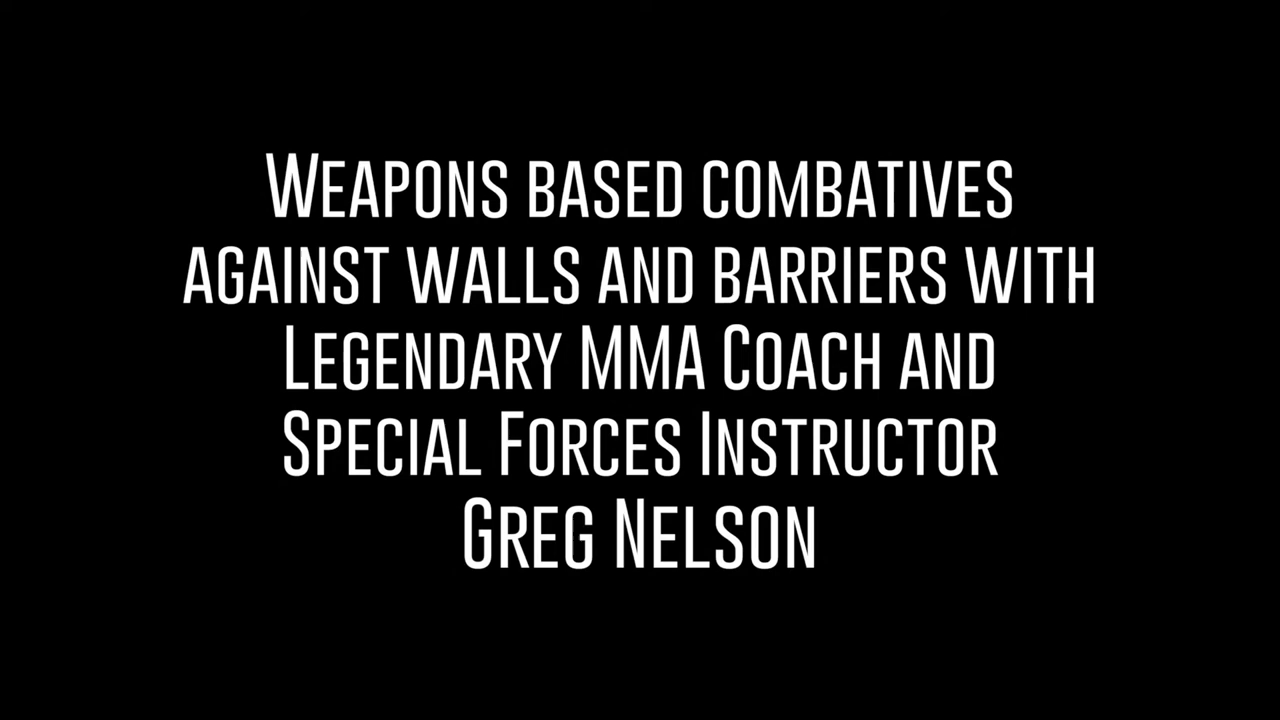 Weapons based combatives
against walls and barriers with
Legendary MMA Coach and
Special Forces Instructor
Greg Nelson